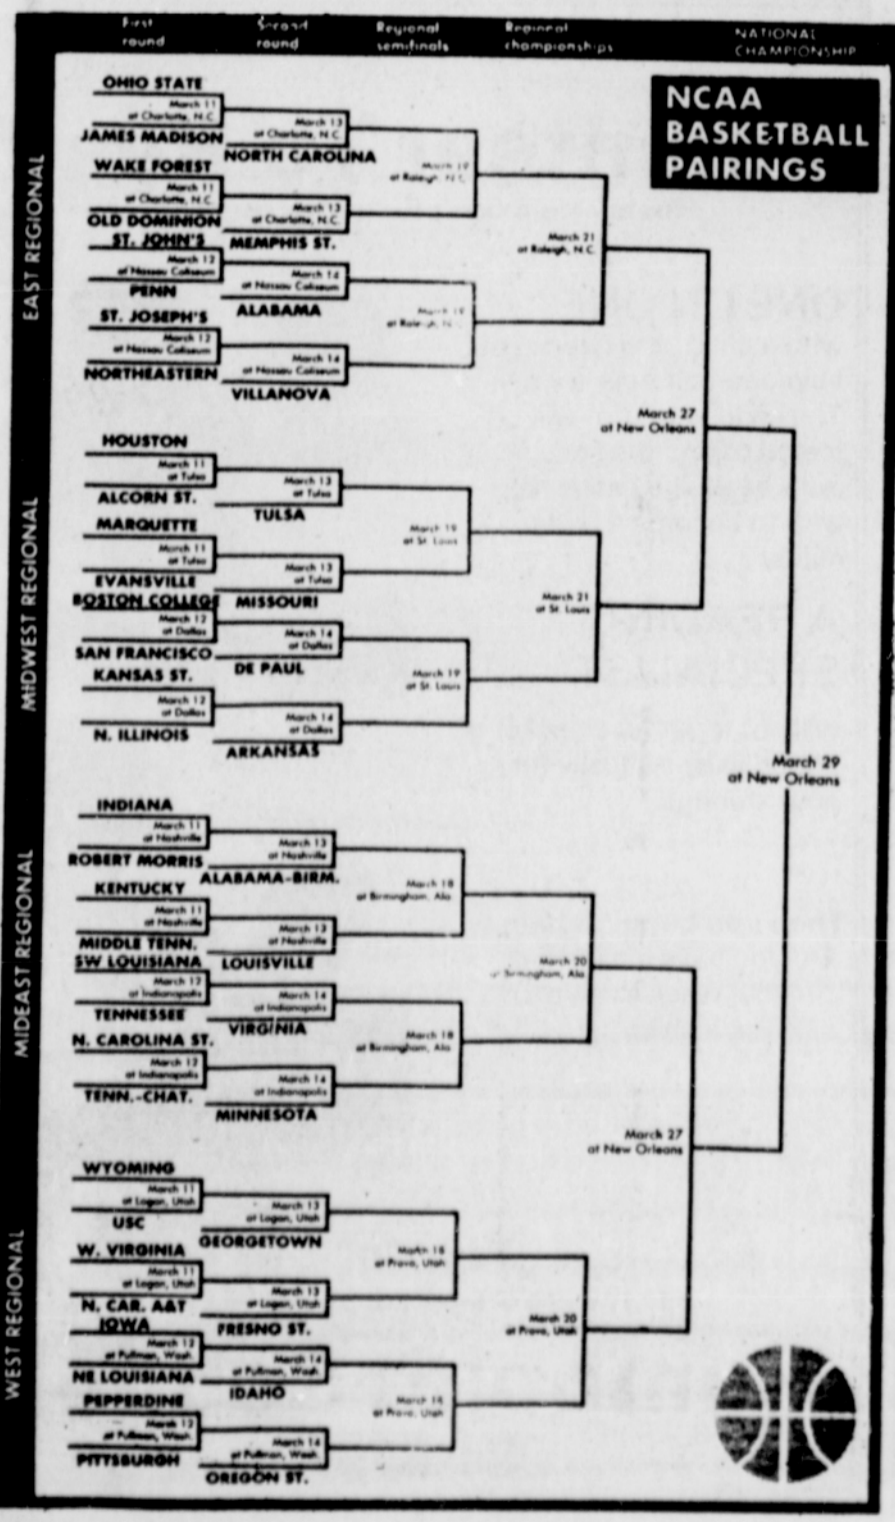 First round
Second round
Regional semifinals
Regional championships
NATIONAL CHAMPIONSHIP
NCAA
BASKETBALL
PAIRINGS
EAST REGIONAL
OHIO STATE
March 11
at Charlotte, N.C.
JAMES MADISON
March 13
at Charlotte, N.C.
NORTH CAROLINA
WAKE FOREST
March 11
at Charlotte, N.C.
OLD DOMINION
March 13
at Charlotte, N.C.
MEMPHIS ST.
March 19
at Raleigh, N.C.
ST. JOHN'S
March 12
at Nassau Coliseum
PENN
March 14
at Nassau Coliseum
ALABAMA
ST. JOSEPH'S
March 12
at Nassau Coliseum
NORTHEASTERN
March 14
at Nassau Coliseum
VILLANOVA
March 19
at Raleigh, N.C.
March 21
at Raleigh, N.C.
MIDWEST REGIONAL
HOUSTON
March 11
at Tulsa
ALCORN ST.
March 13
at Tulsa
TULSA
MARQUETTE
March 11
at Tulsa
EVANSVILLE
March 13
at Tulsa
MISSOURI
March 19
at St. Louis
BOSTON COLLEGE
March 12
at Dallas
SAN FRANCISCO
March 14
at Dallas
DE PAUL
KANSAS ST.
March 12
at Dallas
N. ILLINOIS
March 14
at Dallas
ARKANSAS
March 19
at St. Louis
March 21
at St. Louis
March 27
at New Orleans
March 29
at New Orleans
MIDEAST REGIONAL
INDIANA
March 11
at Nashville
ROBERT MORRIS
March 13
at Nashville
ALABAMA-BIRM.
KENTUCKY
March 11
at Nashville
MIDDLE TENN.
March 13
at Nashville
LOUISVILLE
March 18
at Birmingham, Ala.
SW LOUISIANA
March 12
at Indianapolis
TENNESSEE
March 14
at Indianapolis
VIRGINIA
N. CAROLINA ST.
March 12
at Indianapolis
TENN.-CHAT.
March 14
at Indianapolis
MINNESOTA
March 18
at Birmingham, Ala.
March 20
at Birmingham, Ala.
WEST REGIONAL
WYOMING
March 11
at Logan, Utah
USC
March 13
at Logan, Utah
GEORGETOWN
W. VIRGINIA
March 11
at Logan, Utah
N. CAR. A&T
March 13
at Logan, Utah
FRESNO ST.
March 18
at Provo, Utah
IOWA
March 12
at Pullman, Wash.
NE LOUISIANA
March 14
at Pullman, Wash.
IDAHO
PEPPERDINE
March 12
at Pullman, Wash.
PITTSBURGH
March 14
at Pullman, Wash.
OREGON ST.
March 18
at Provo, Utah
March 20
at Provo, Utah
March 27
at New Orleans